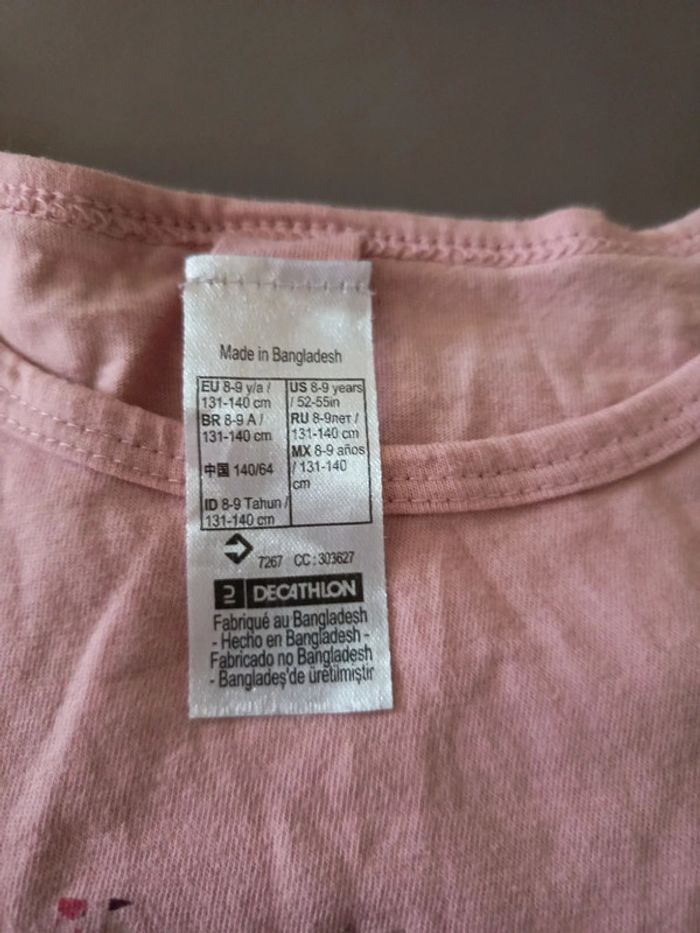 Made in Bangladesh
EU 8-9 y/a /
131-140 cm
BR 8-9 A /
131-140 cm
中国 140/64
ID 8-9 Tahun /
131-140 cm
US 8-9 years
/ 52-55in
RU 8-9лет /
131-140 cm
MX 8-9 años
/ 131-140
cm
7267 CC : 303627
DECATHLON
Fabriqué au Bangladesh
- Hecho en Bangladesh -
Fabricado no Bangladesh
- Bangladeş'de üretilmiştir